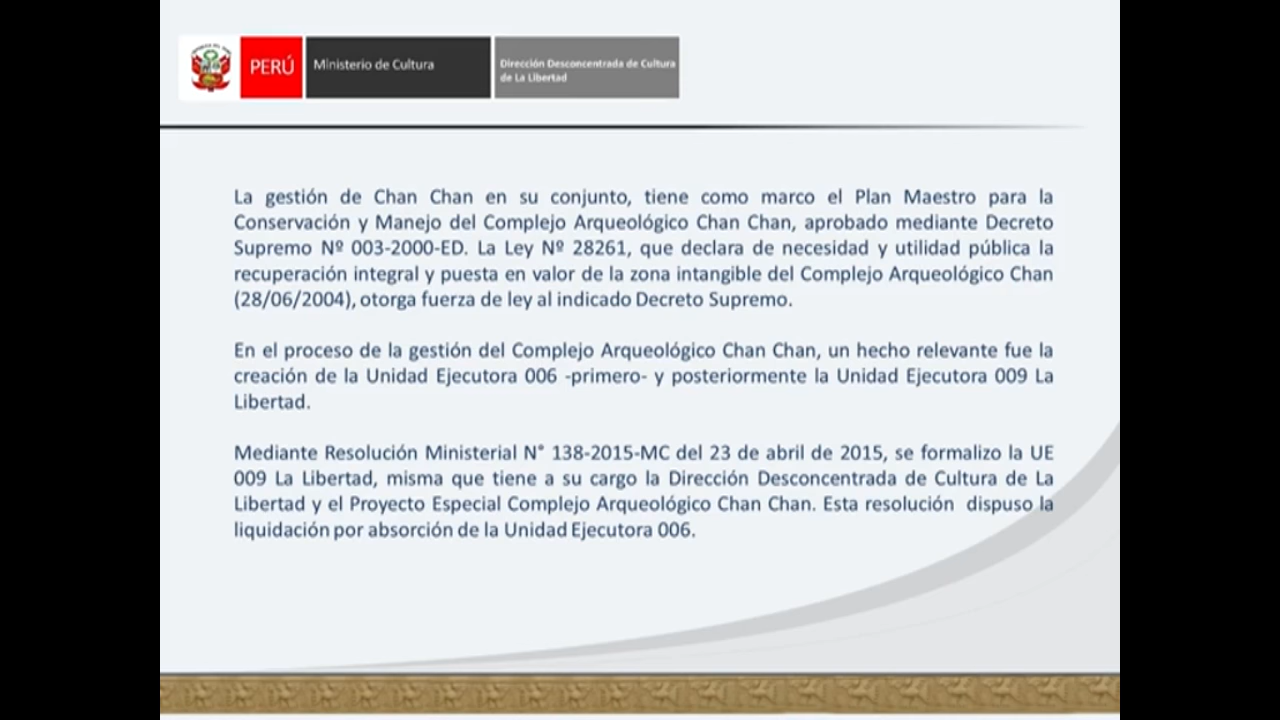 PERÚ
Ministerio de Cultura
Dirección Desconcentrada de Cultura
de La Libertad
La gestión de Chan Chan en su conjunto, tiene como marco el Plan Maestro para la
Conservación y Manejo del Complejo Arqueológico Chan Chan, aprobado mediante Decreto
Supremo Nº 003-2000-ED. La Ley Nº 28261, que declara de necesidad y utilidad pública la
recuperación integral y puesta en valor de la zona intangible del Complejo Arqueológico Chan
(28/06/2004), otorga fuerza de ley al indicado Decreto Supremo.
En el proceso de la gestión del Complejo Arqueológico Chan Chan, un hecho relevante fue la
creación de la Unidad Ejecutora 006 -primero- y posteriormente la Unidad Ejecutora 009 La
Libertad.
Mediante Resolución Ministerial N° 138-2015-MC del 23 de abril de 2015, se formalizo la UE
009 La Libertad, misma que tiene a su cargo la Dirección Desconcentrada de Cultura de La
Libertad y el Proyecto Especial Complejo Arqueológico Chan Chan. Esta resolución dispuso la
liquidación por absorción de la Unidad Ejecutora 006.